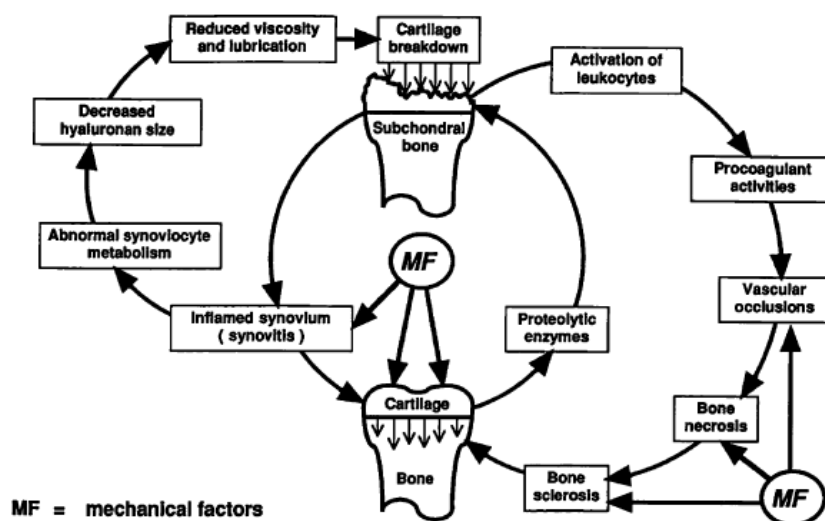 Reduced viscosity
and lubrication
Cartilage
breakdown
Activation of
leukocytes
Decreased
hyaluronan size
Subchondral
bone
Procoagulant
activities
Abnormal synoviocyte
metabolism
MF
Vascular
occlusions
Inflamed synovium
( synovitis )
Proteolytic
enzymes
Cartilage
Bone
necrosis
Bone
Bone
sclerosis
MF
MF = mechanical factors